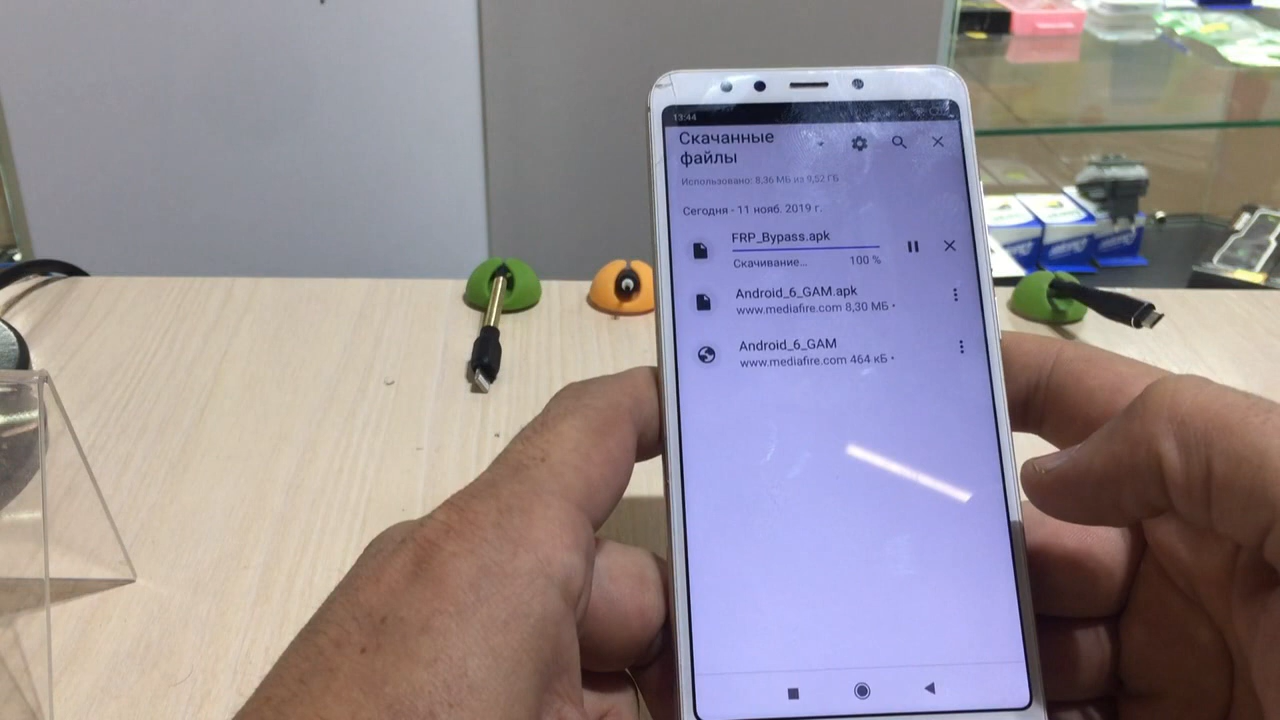 13:44
Скачанные
файлы
Использовано: 8,36 МБ из 9,52 ГБ
Сегодня - 11 нояб. 2019 г.
FRP_Bypass.apk
Скачивание... 100 %
Android_6_GAM.apk
www.mediafire.com 8,30 МБ •
Android_6_GAM
www.mediafire.com 464 кБ •